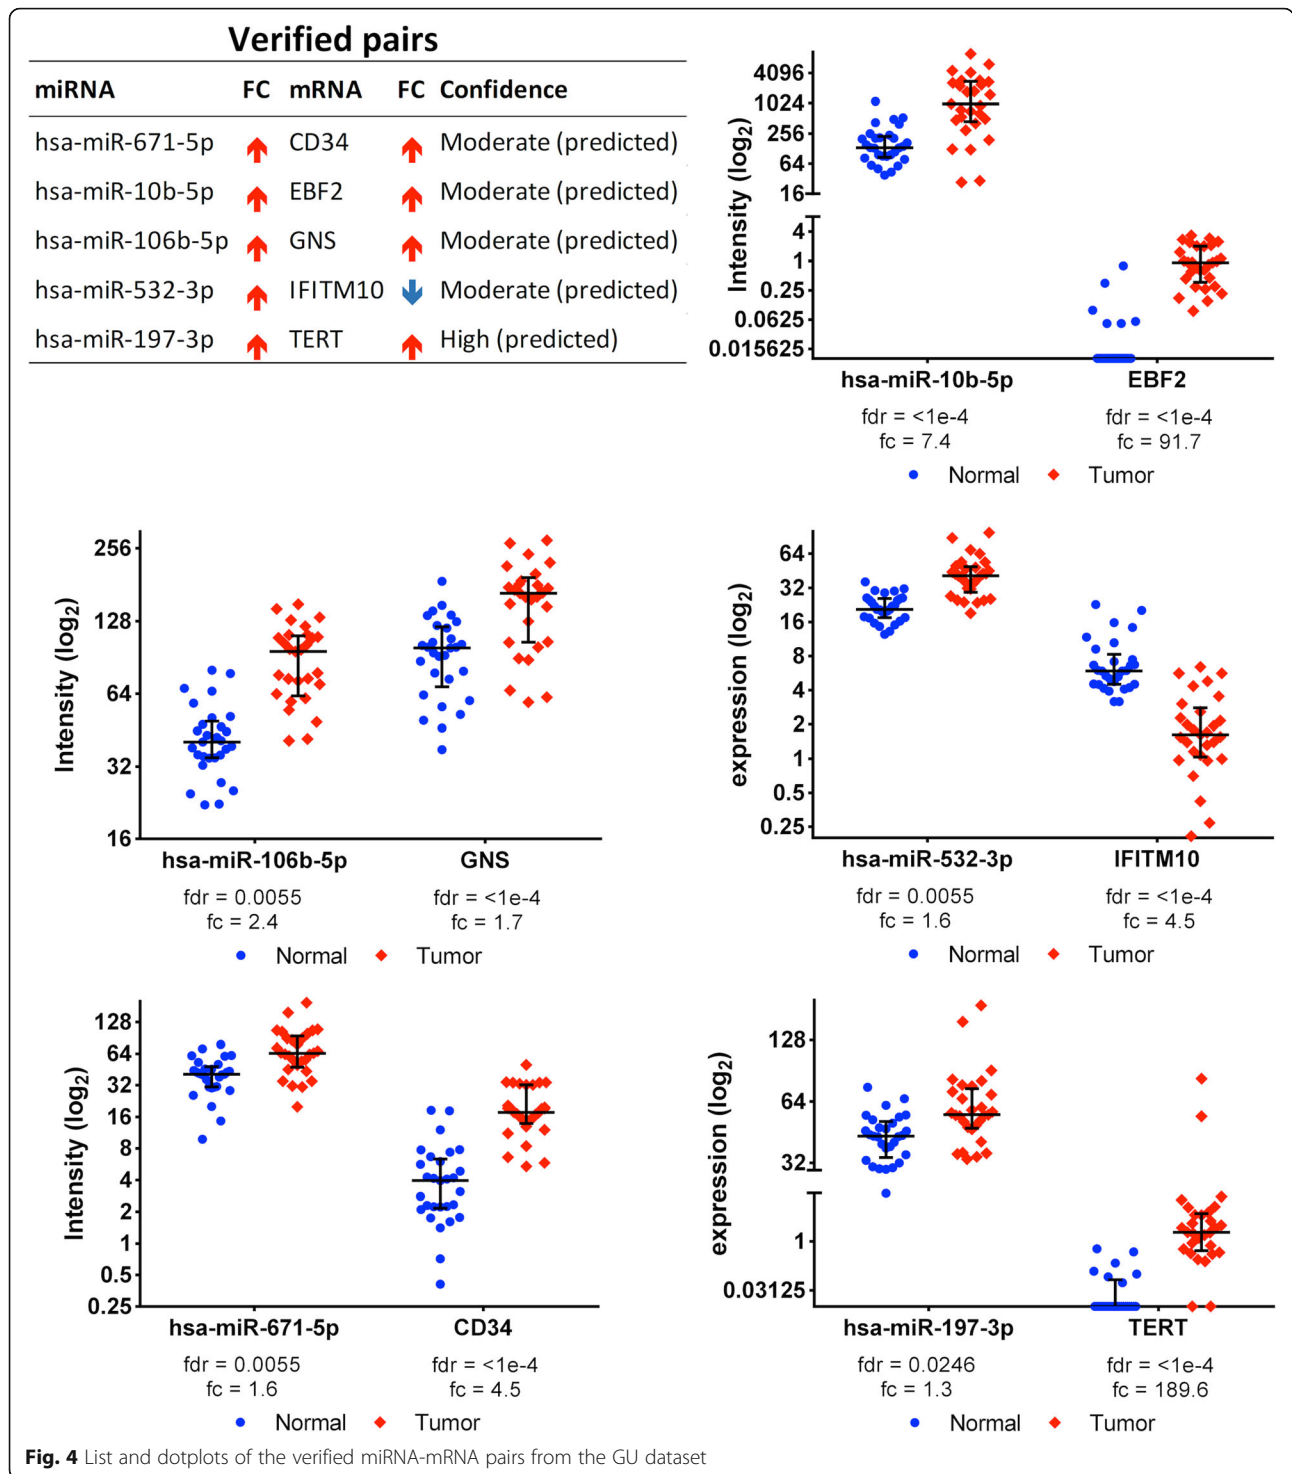 Verified pairs
miRNA FC mRNA FC Confidence
hsa-miR-671-5p CD34 Moderate (predicted)
hsa-miR-10b-5p EBF2 Moderate (predicted)
hsa-miR-106b-5p GNS Moderate (predicted)
hsa-miR-532-3p IFITM10 Moderate (predicted)
hsa-miR-197-3p TERT High (predicted)
Intensity (log2)
4096
1024
256
64
16
4
1
0.25
0.0625
0.015625
hsa-miR-10b-5p EBF2
fdr = <1e-4 fdr = <1e-4
fc = 7.4 fc = 91.7
Normal Tumor
Intensity (log2)
256
128
64
32
16
hsa-miR-106b-5p GNS
fdr = 0.0055 fdr = <1e-4
fc = 2.4 fc = 1.7
Normal Tumor
expression (log2)
64
32
16
8
4
2
1
0.5
0.25
hsa-miR-532-3p IFITM10
fdr = 0.0055 fdr = <1e-4
fc = 1.6 fc = 4.5
Normal Tumor
Intensity (log2)
128
64
32
16
8
4
2
1
0.5
0.25
hsa-miR-671-5p CD34
fdr = 0.0055 fdr = <1e-4
fc = 1.6 fc = 4.5
Normal Tumor
expression (log2)
128
64
32
1
0.03125
hsa-miR-197-3p TERT
fdr = 0.0246 fdr = <1e-4
fc = 1.3 fc = 189.6
Normal Tumor
Fig. 4 List and dotplots of the verified miRNA-mRNA pairs from the GU dataset